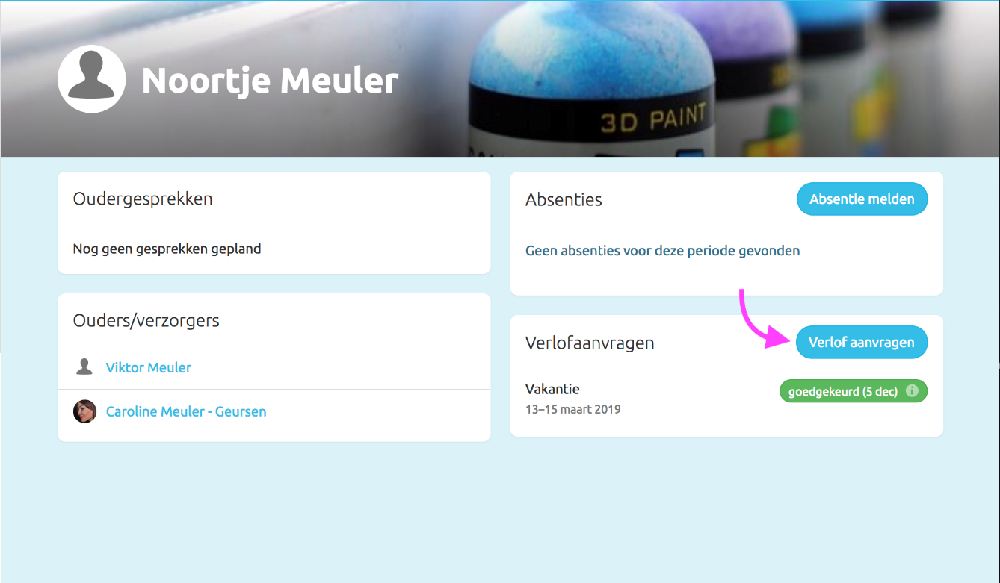 Noortje Meuler
3D PAINT
Oudergesprekken
Nog geen gesprekken gepland
Ouders/verzorgers
Viktor Meuler
Caroline Meuler - Geursen
Absenties
Absentie melden
Geen absenties voor deze periode gevonden
Verlofaanvragen
Verlof aanvragen
Vakantie
goedgekeurd (5 dec)
13–15 maart 2019